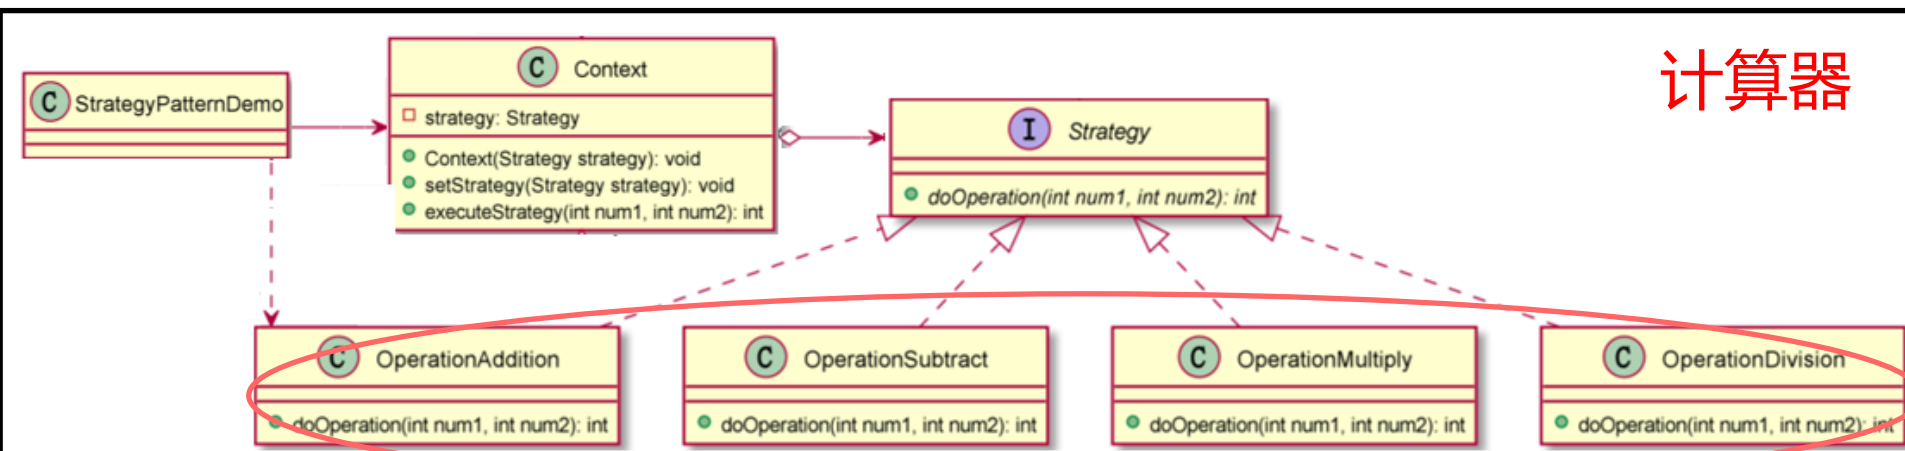 计算器
C StrategyPatternDemo
C Context
strategy: Strategy
Context(Strategy strategy): void
setStrategy(Strategy strategy): void
executeStrategy(int num1, int num2): int
I Strategy
doOperation(int num1, int num2): int
C OperationAddition
doOperation(int num1, int num2): int
C OperationSubtract
doOperation(int num1, int num2): int
C OperationMultiply
doOperation(int num1, int num2): int
C OperationDivision
doOperation(int num1, int num2): int